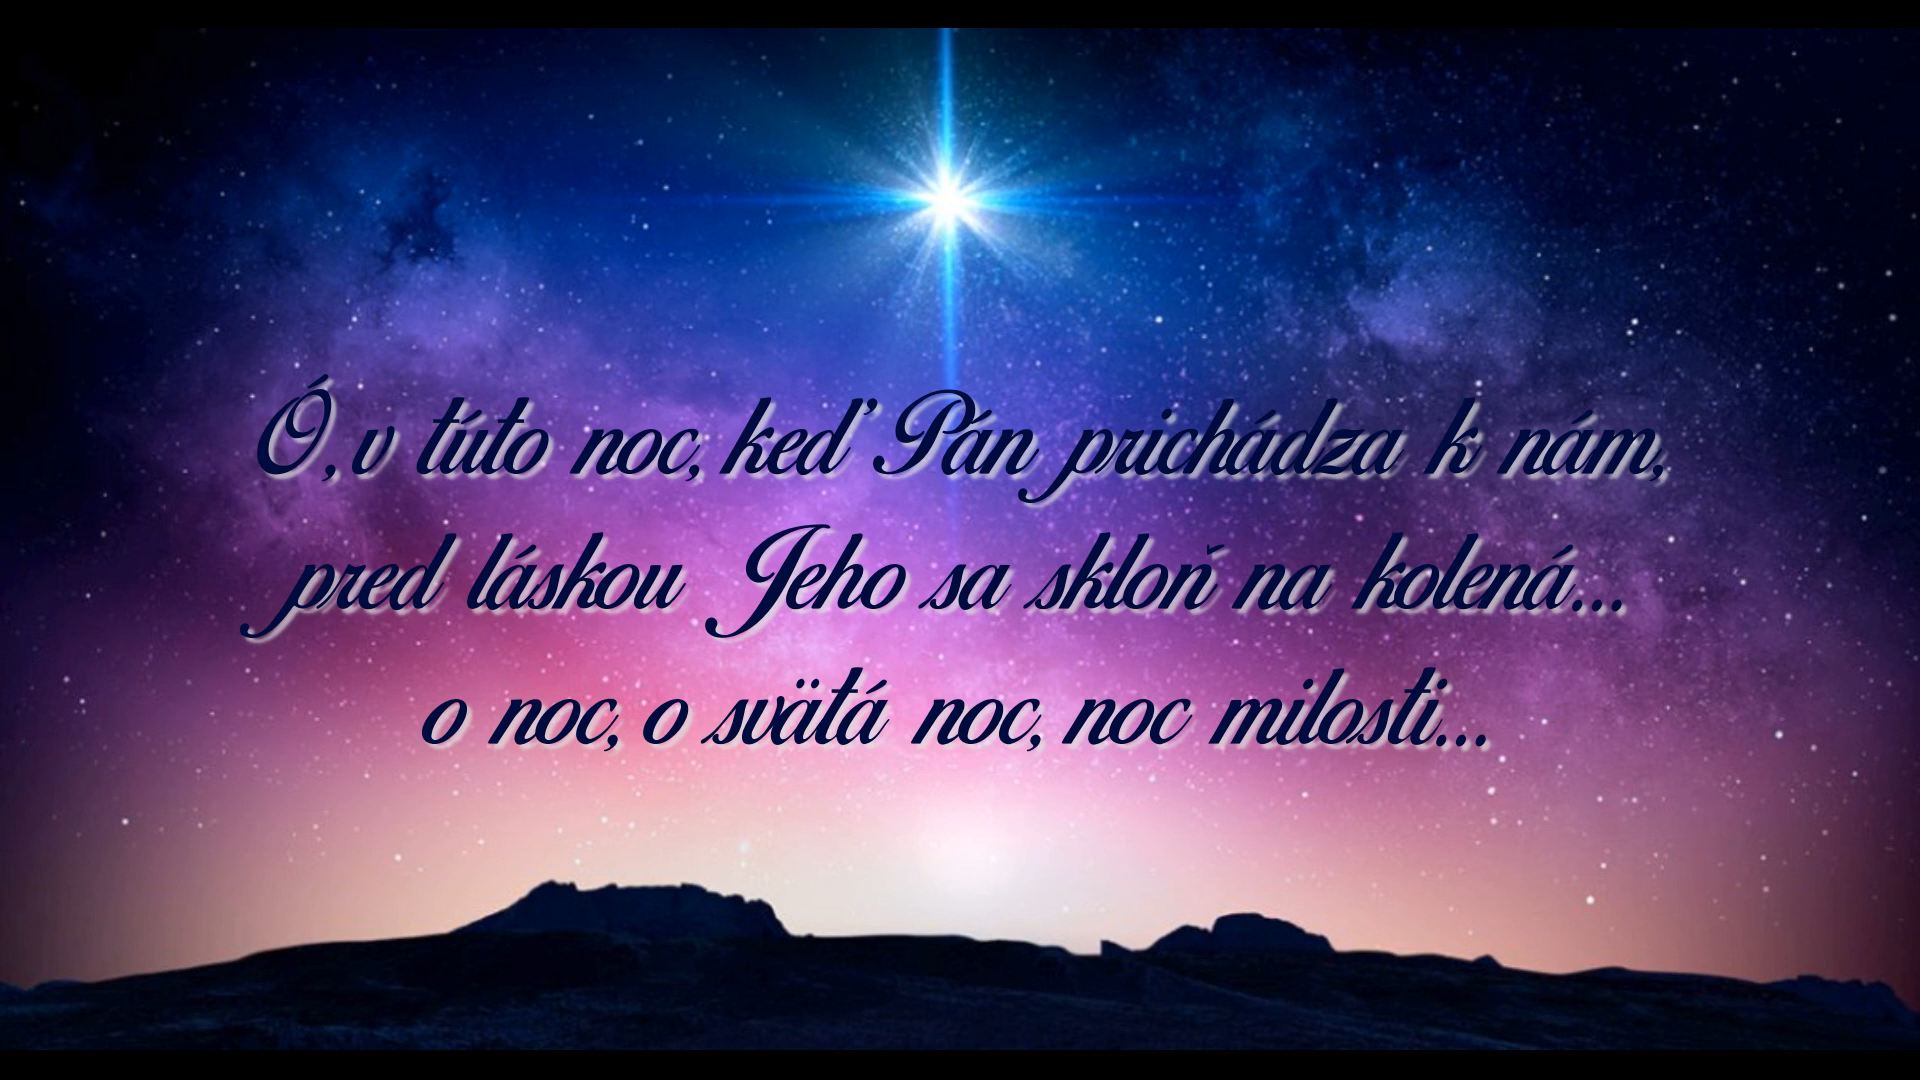 Ó, v túto noc, keď Pán prichádza k nám,
pred láskou Jeho sa skloň na kolená...
o noc, o svätá noc, noc milosti...